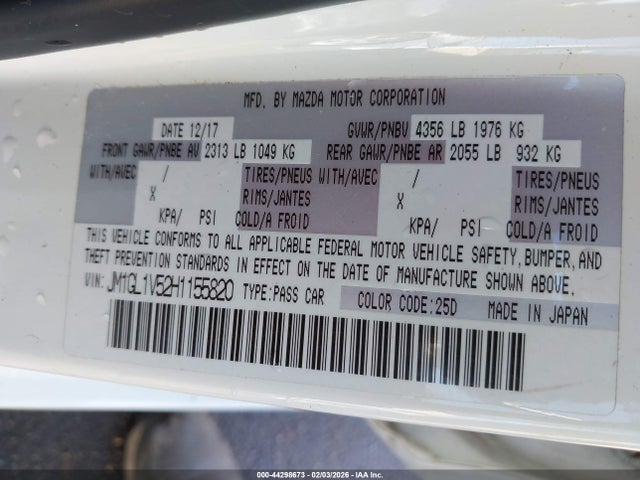 MFD. BY MAZDA MOTOR CORPORATION
DATE 12/17 GVWR/PNBV 4356 LB 1976 KG
FRONT GAWR/PNBE AV 2313 LB 1049 KG REAR GAWR/PNBE AR 2055 LB 932 KG
WITH/AVEC / TIRES/PNEUS WITH/AVEC / TIRES/PNEUS
X RIMS/JANTES X RIMS/JANTES
KPA/ PSI COLD/A FROID KPA/ PSI COLD/A FROID
THIS VEHICLE CONFORMS TO ALL APPLICABLE FEDERAL MOTOR VEHICLE SAFETY, BUMPER, AND
THEFT PREVENTION STANDARDS IN EFFECT ON THE DATE OF MANUFACTURE SHOWN ABOVE.
VIN: JM1GL1V52H1155820 TYPE:PASS CAR COLOR CODE:25D MADE IN JAPAN
000-44298673 - 02/03/2026 - IAAI